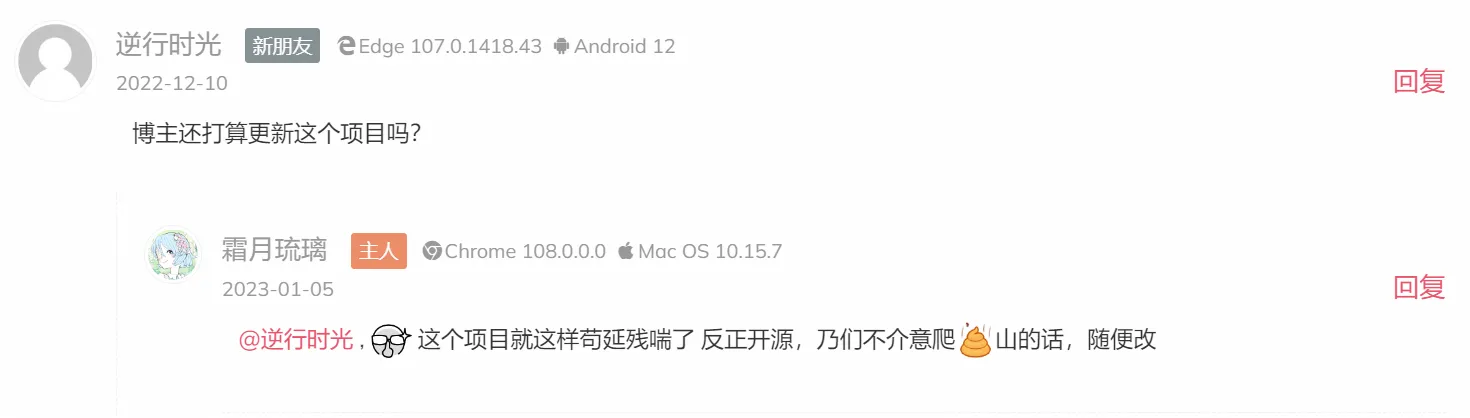 逆行时光 新朋友 Edge 107.0.1418.43 Android 12
2022-12-10
回复
博主还打算更新这个项目吗?
霜月琉璃 主人 Chrome 108.0.0.0 Mac OS 10.15.7
2023-01-05
回复
@逆行时光 , 这个项目就这样苟延残喘了 反正开源，乃们不介意爬 山的话，随便改